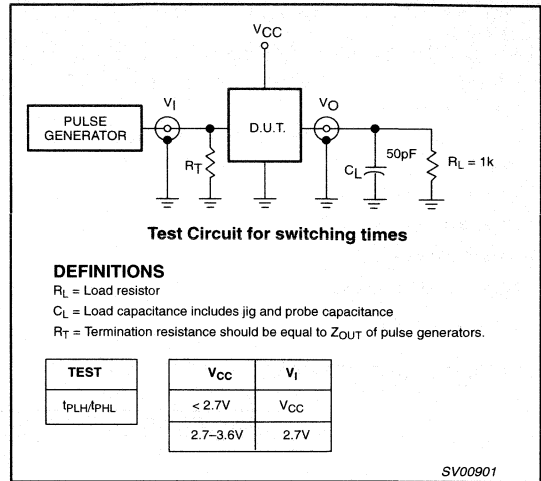 VCC
VI
VO
PULSE
GENERATOR
D.U.T.
RT
50pF
CL
RL = 1k
Test Circuit for switching times
DEFINITIONS
RL = Load resistor
CL = Load capacitance includes jig and probe capacitance
RT = Termination resistance should be equal to ZOUT of pulse generators.
TEST VCC VI
tPLH/tPHL < 2.7V VCC
2.7–3.6V 2.7V
SV00901